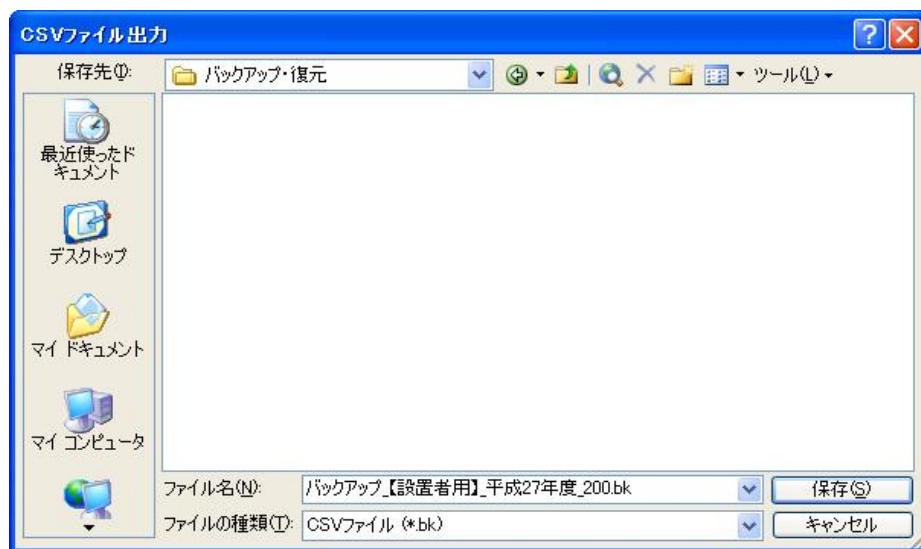 CSVファイル出力
保存先(I):
バックアップ・復元
ツール(L)
最近使ったド
キュメント
デスクトップ
マイ ドキュメント
マイ コンピュータ
ファイル名(N):
バックアップ_【設置者用】_平成27年度_200.bk
保存(S)
ファイルの種類(T):
CSVファイル (*.bk)
キャンセル